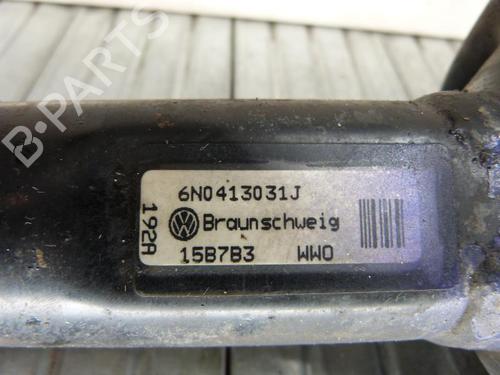 B-PARTS
6N0413031J
Braunschweig
15B7B3 WWO
192A